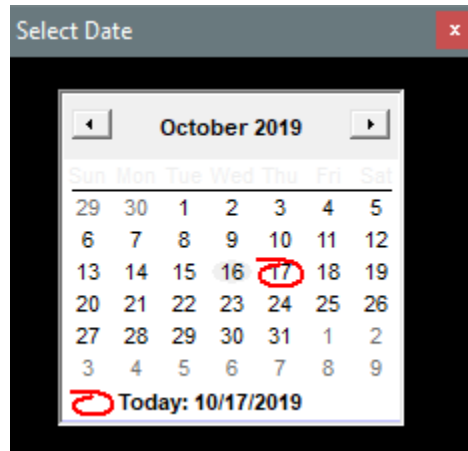 Select Date x
October 2019
Sun Mon Tue Wed Thu Fri Sat
29 30 1 2 3 4 5
6 7 8 9 10 11 12
13 14 15 16 17 18 19
20 21 22 23 24 25 26
27 28 29 30 31 1 2
3 4 5 6 7 8 9
Today: 10/17/2019